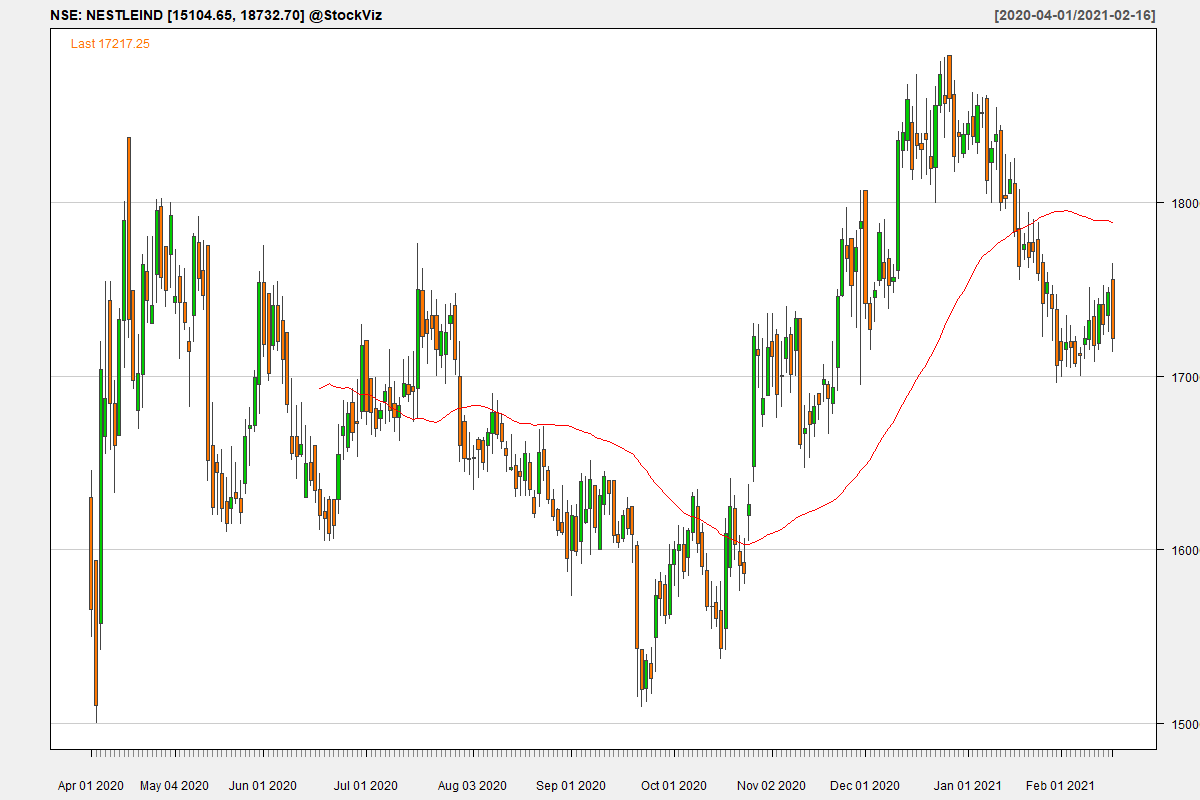 NSE: NESTLEIND [15104.65, 18732.70] @StockViz
[2020-04-01/2021-02-16]
Last 17217.25
1800
1700
1600
1500
Apr 01 2020 May 04 2020 Jun 01 2020 Jul 01 2020 Aug 03 2020 Sep 01 2020 Oct 01 2020 Nov 02 2020 Dec 01 2020 Jan 01 2021 Feb 01 2021